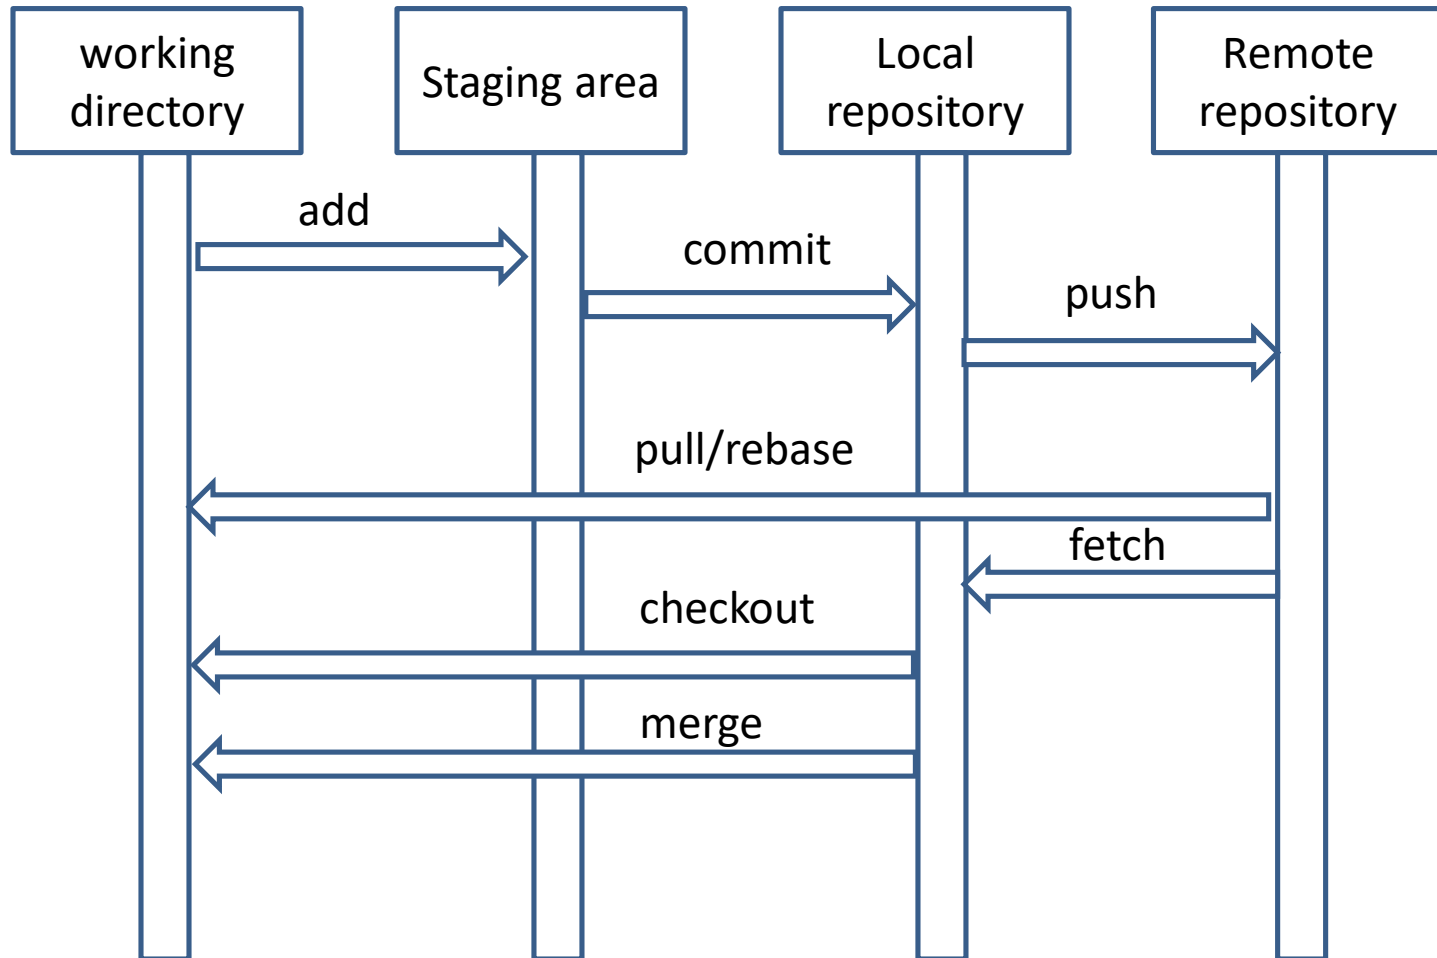 working
directory
Staging area
Local
repository
Remote
repository
add
commit
push
pull/rebase
fetch
checkout
merge